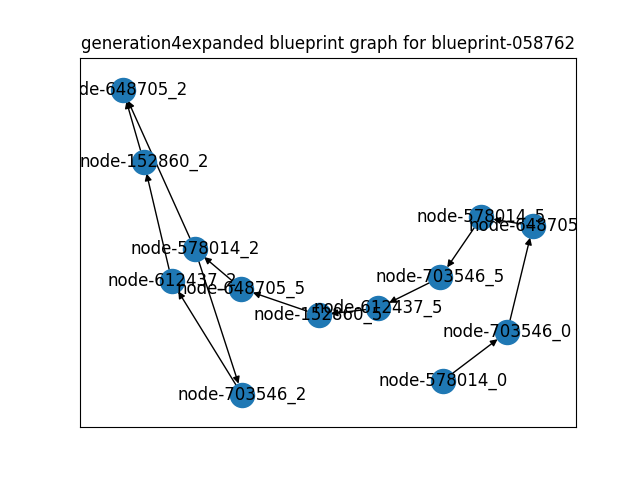 generation4expanded blueprint graph for blueprint-058762
de-648705_2
node-152860_2
node-578014_5
node-648705
node-578014_2
node-703546_5
node-612437_2
node-648705_5
node-612437_5
node-152860_5
node-703546_0
node-578014_0
node-703546_2